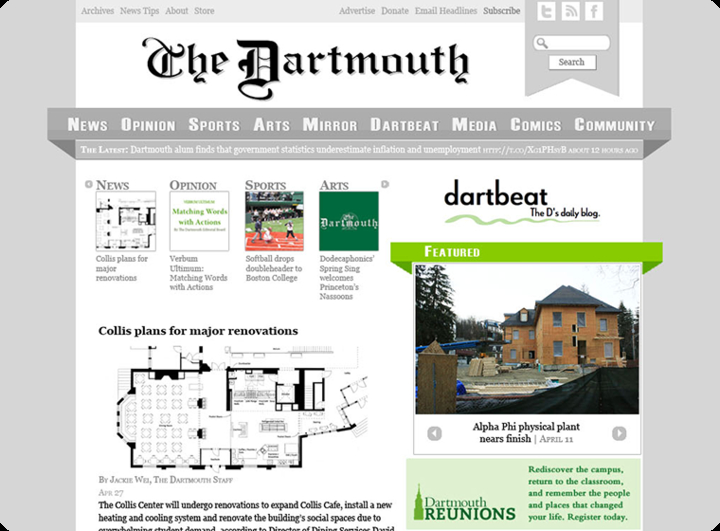 Archives News Tips About Store
Advertise Donate Email Headlines Subscribe
The Dartmouth
Search
News Opinion Sports Arts Mirror Dartbeat Media Comics Community
The Latest: Dartmouth alum finds that government statistics underestimate inflation and unemployment
about 12 hours ago
News
Collis plans for
major
renovations
Opinion
Matching Words
with Actions
Verbum
Ultimum:
Matching Words
with Actions
Sports
Softball drops
doubleheader to
Boston College
Arts
Dartmouth
Dodecaphonics'
Spring Sing
welcomes
Princeton's
Nassoons
dartbeat
The D's daily blog.
Featured
Alpha Phi physical plant
nears finish | April 11
Collis plans for major renovations
By Jackie Wei, The Dartmouth Staff
Apr 27
The Collis Center will undergo renovations to expand Collis Cafe, install a new
heating and cooling system and renovate the building's social spaces due to
overwhelming student demand, according to Director of Dining Services David
Dartmouth
REUNIONS
Rediscover the campus,
return to the classroom,
and remember the people
and places that changed
your life. Register today.